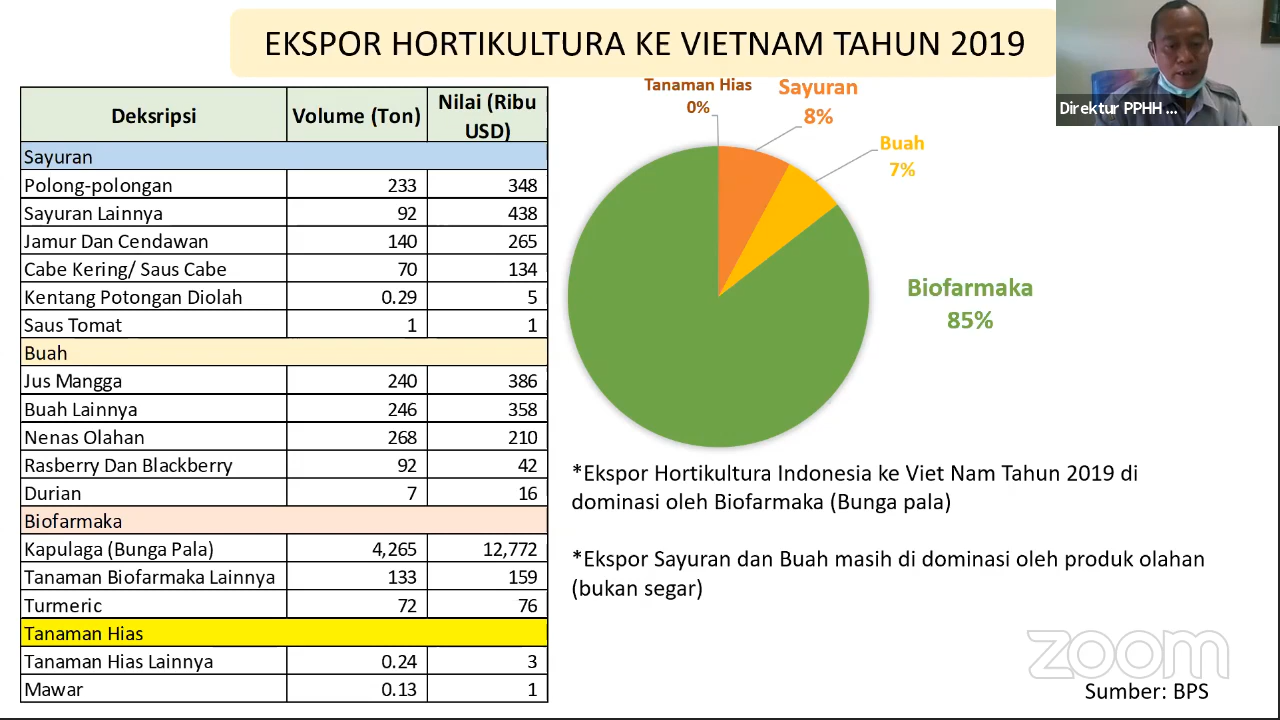 EKSPOR HORTIKULTURA KE VIETNAM TAHUN 2019
Direktur PPHH ...
Deksripsi Volume (Ton) Nilai (Ribu USD)
Sayuran
Polong-polongan 233 348
Sayuran Lainnya 92 438
Jamur Dan Cendawan 140 265
Cabe Kering/ Saus Cabe 70 134
Kentang Potongan Diolah 0.29 5
Saus Tomat 1 1
Buah
Jus Mangga 240 386
Buah Lainnya 246 358
Nenas Olahan 268 210
Rasberry Dan Blackberry 92 42
Durian 7 16
Biofarmaka
Kapulaga (Bunga Pala) 4,265 12,772
Tanaman Biofarmaka Lainnya 133 159
Turmeric 72 76
Tanaman Hias
Tanaman Hias Lainnya 0.24 3
Mawar 0.13 1
Tanaman Hias
0%
Sayuran
8%
Buah
7%
Biofarmaka
85%
*Ekspor Hortikultura Indonesia ke Viet Nam Tahun 2019 di
dominasi oleh Biofarmaka (Bunga pala)
*Ekspor Sayuran dan Buah masih di dominasi oleh produk olahan
(bukan segar)
zoom
Sumber: BPS